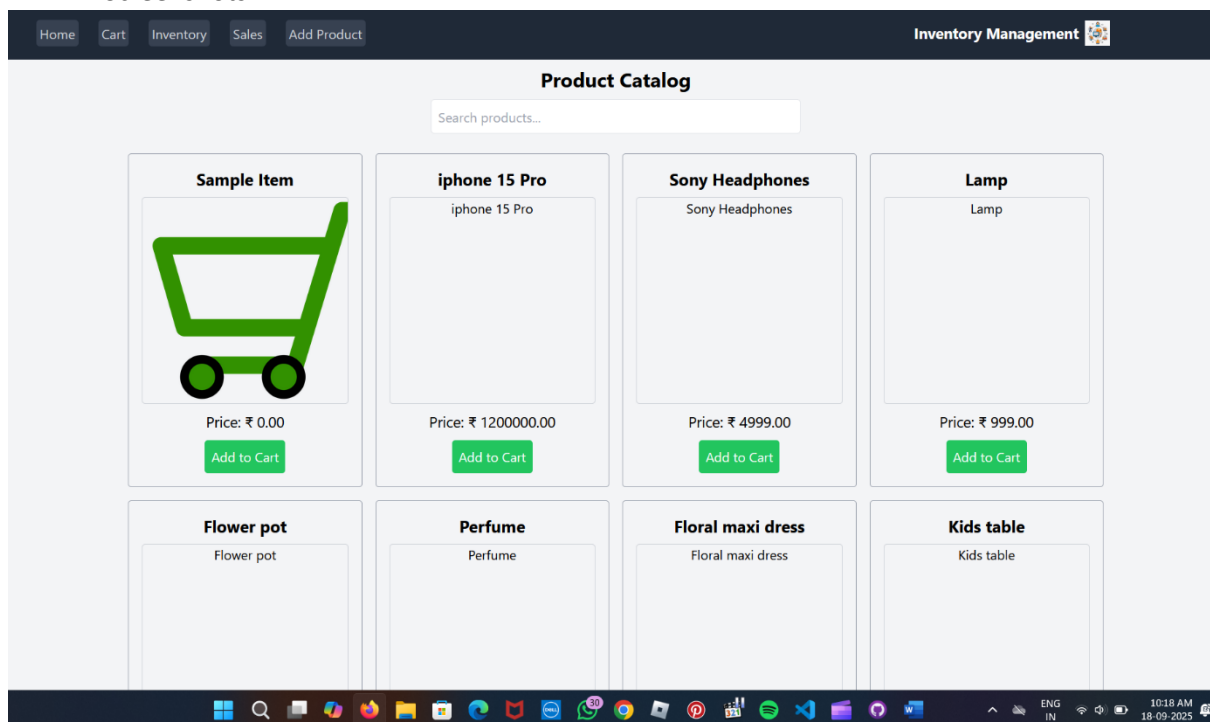 Home Cart Inventory Sales Add Product Inventory Management
Product Catalog
Search products...
Sample Item iphone 15 Pro Sony Headphones Lamp
iphone 15 Pro Sony Headphones Lamp
Price: ₹ 0.00 Price: ₹ 1200000.00 Price: ₹ 4999.00 Price: ₹ 999.00
Add to Cart Add to Cart Add to Cart Add to Cart
Flower pot Perfume Floral maxi dress Kids table
Flower pot Perfume Floral maxi dress Kids table
30
DELL
W
ENG 10:18 AM
IN 18-09-2025